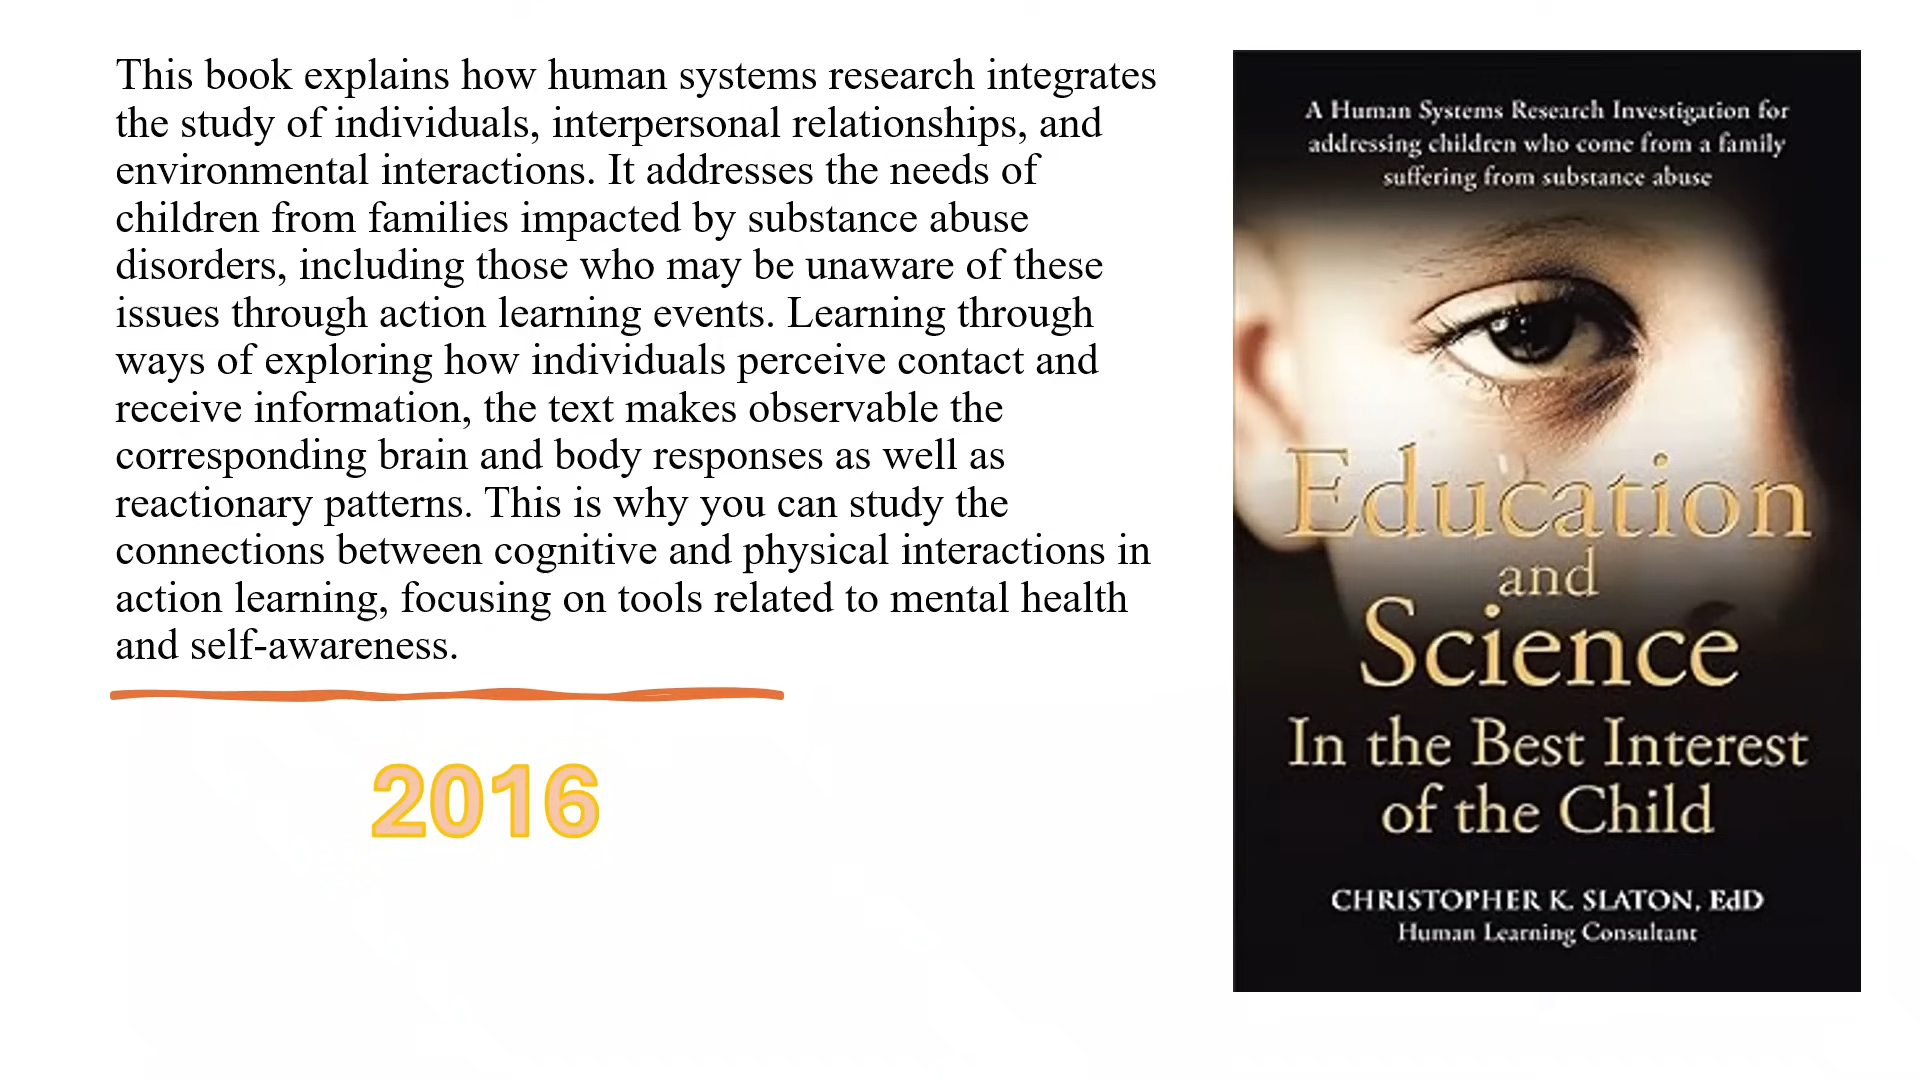 This book explains how human systems research integrates
the study of individuals, interpersonal relationships, and
environmental interactions. It addresses the needs of
children from families impacted by substance abuse
disorders, including those who may be unaware of these
issues through action learning events. Learning through
ways of exploring how individuals perceive contact and
receive information, the text makes observable the
corresponding brain and body responses as well as
reactionary patterns. This is why you can study the
connections between cognitive and physical interactions in
action learning, focusing on tools related to mental health
and self-awareness.
2016
A Human Systems Research Investigation for
addressing children who come from a family
suffering from substance abuse
Education
and
Science
In the Best Interest
of the Child
CHRISTOPHER K. SLATON, EdD
Human Learning Consultant